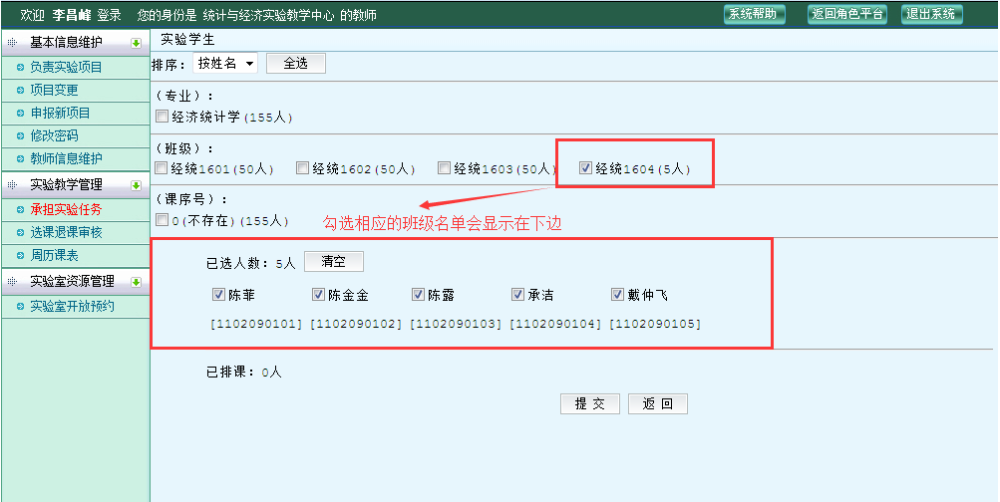 欢迎 李昌峰 登录 您的身份是 统计与经济实验教学中心 的教师
系统帮助 返回角色平台 退出系统
基本信息维护
负责实验项目
项目变更
申报新项目
修改密码
教师信息维护
实验教学管理
承担实验任务
选课退课审核
周历课表
实验室资源管理
实验室开放预约
实验学生
排序: 按姓名 全选
(专业):
经济统计学(155人)
(班级):
经统1601(50人) 经统1602(50人) 经统1603(50人) 经统1604(5人)
(课序号):
0(不存在)(155人)
勾选相应的班级名单会显示在下边
已选人数: 5人 清空
陈菲 陈金金 陈露 承洁 戴仲飞
[1102090101] [1102090102] [1102090103] [1102090104] [1102090105]
已排课: 0人
提 交 返 回